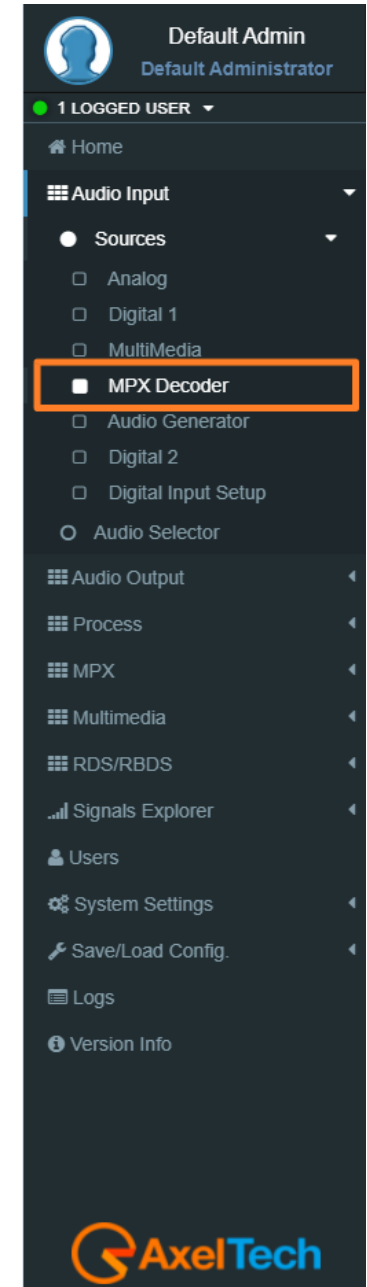 Default Admin
Default Administrator
1 LOGGED USER
Home
Audio Input
Sources
Analog
Digital 1
MultiMedia
MPX Decoder
Audio Generator
Digital 2
Digital Input Setup
Audio Selector
Audio Output
Process
MPX
Multimedia
RDS/RBDS
Signals Explorer
Users
System Settings
Save/Load Config.
Logs
Version Info
AxelTech